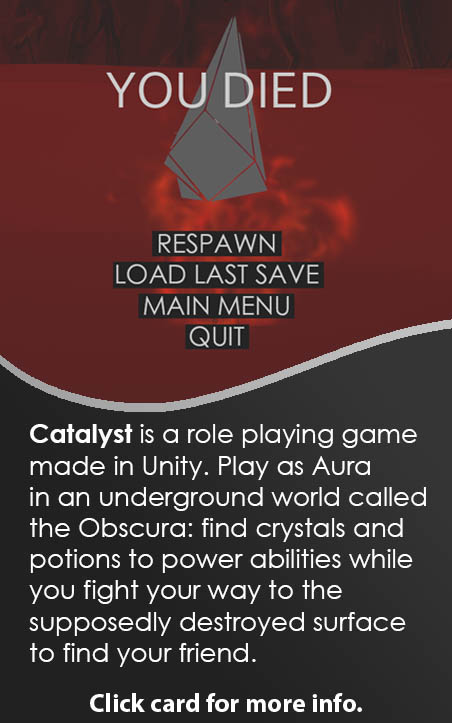 YOU DIED
RESPAWN
LOAD LAST SAVE
MAIN MENU
QUIT
Catalyst is a role playing game
made in Unity. Play as Aura
in an underground world called
the Obscura: find crystals and
potions to power abilities while
you fight your way to the
supposedly destroyed surface
to find your friend.
Click card for more info.